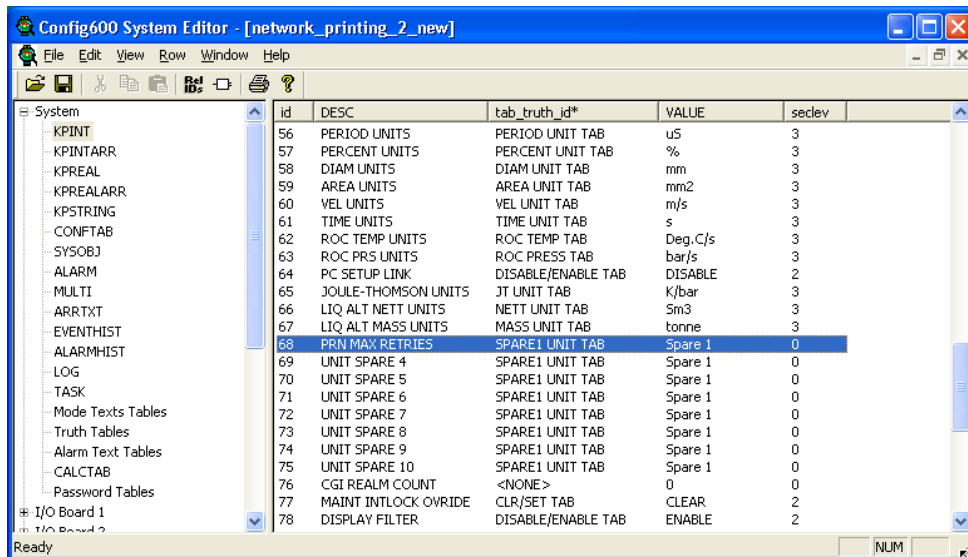 Config600 System Editor - [network_printing_2_new]
File Edit View Row Window Help
Rel IDs ?
System
KPINT
KPINTARR
KPREAL
KPREALARR
KPSTRING
CONFTAB
SYSOBJ
ALARM
MULTI
ARRTXT
EVENTHIST
ALARMHIST
LOG
TASK
Mode Texts Tables
Truth Tables
Alarm Text Tables
CALCTAB
Password Tables
I/O Board 1
I/O Board 2
id DESC tab_truth_id* VALUE seclev
56 PERIOD UNITS PERIOD UNIT TAB uS 3
57 PERCENT UNITS PERCENT UNIT TAB % 3
58 DIAM UNITS DIAM UNIT TAB mm 3
59 AREA UNITS AREA UNIT TAB mm2 3
60 VEL UNITS VEL UNIT TAB m/s 3
61 TIME UNITS TIME UNIT TAB s 3
62 ROC TEMP UNITS ROC TEMP TAB Deg.C/s 3
63 ROC PRS UNITS ROC PRESS TAB bar/s 3
64 PC SETUP LINK DISABLE/ENABLE TAB DISABLE 2
65 JOULE-THOMSON UNITS JT UNIT TAB K/bar 3
66 LIQ ALT NETT UNITS NETT UNIT TAB Sm3 3
67 LIQ ALT MASS UNITS MASS UNIT TAB tonne 3
68 PRN MAX RETRIES SPARE1 UNIT TAB Spare 1 0
69 UNIT SPARE 4 SPARE1 UNIT TAB Spare 1 0
70 UNIT SPARE 5 SPARE1 UNIT TAB Spare 1 0
71 UNIT SPARE 6 SPARE1 UNIT TAB Spare 1 0
72 UNIT SPARE 7 SPARE1 UNIT TAB Spare 1 0
73 UNIT SPARE 8 SPARE1 UNIT TAB Spare 1 0
74 UNIT SPARE 9 SPARE1 UNIT TAB Spare 1 0
75 UNIT SPARE 10 SPARE1 UNIT TAB Spare 1 0
76 CGI REALM COUNT <NONE> 0 0
77 MAINT INTLOCK OVRIDE CLR/SET TAB CLEAR 2
78 DISPLAY FILTER DISABLE/ENABLE TAB ENABLE 2
Ready NUM